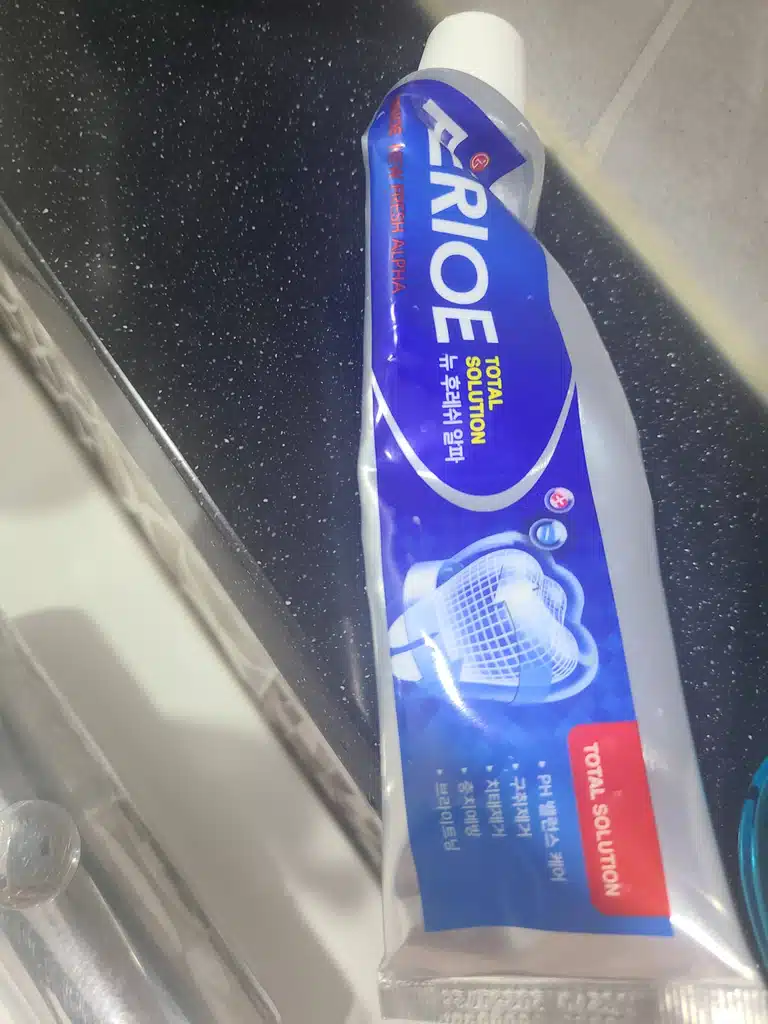 NEW FRESH ALPHA
ERIOE
TOTAL
SOLUTION
뉴 후레쉬 알파
TOTAL SOLUTION
PH 밸런스 케어
구취제거
치태제거
충치예방
브라이트닝